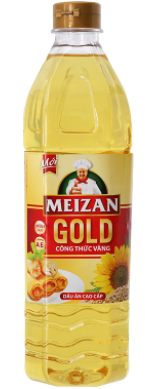 Mới
MEIZAN
GOLD
CÔNG THỨC VÀNG
DẦU ĂN CAO CẤP